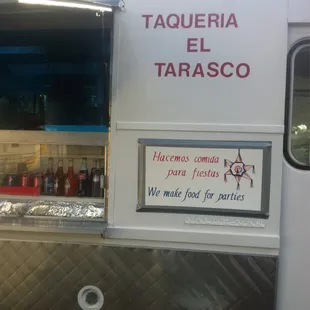 TAQUERIA
EL
TARASCO
Hacemos comida
para fiestas
We make food for parties